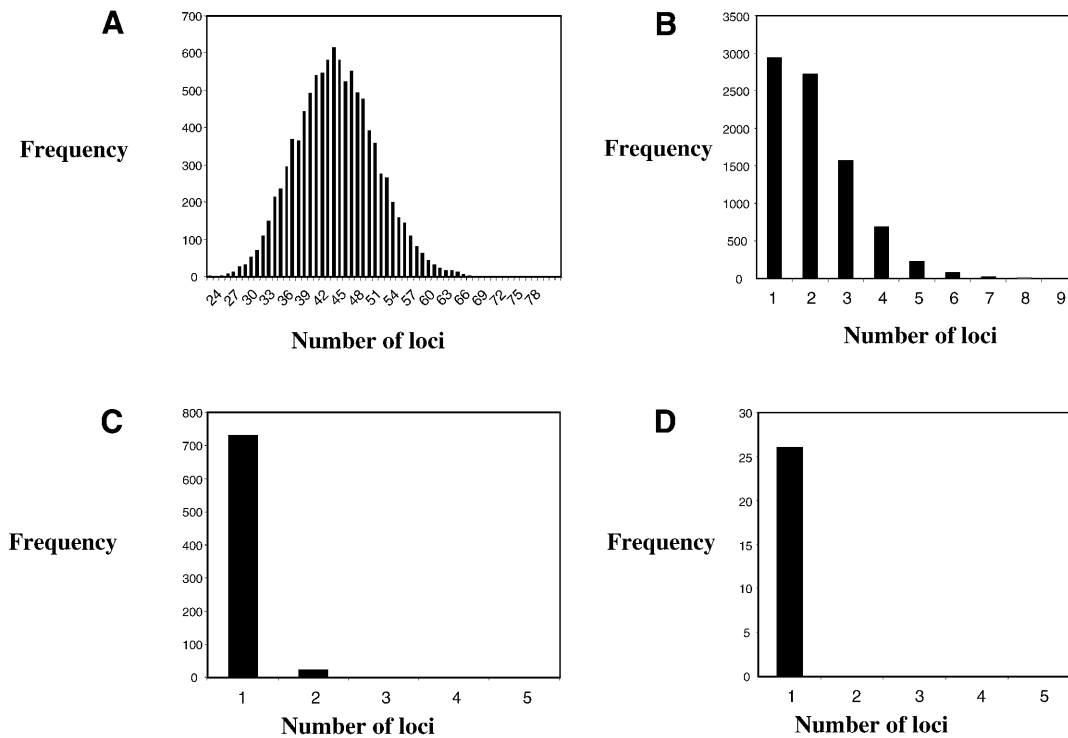 A
700
600
500
400
300
200
100
0
Frequency
24 27 30 33 36 39 42 45 48 51 54 57 60 63 66 69 72 75 78
Number of loci
B
3500
3000
2500
2000
1500
1000
500
0
Frequency
1 2 3 4 5 6 7 8 9
Number of loci
C
800
700
600
500
400
300
200
100
0
Frequency
1 2 3 4 5
Number of loci
D
30
25
20
15
10
5
0
Frequency
1 2 3 4 5
Number of loci